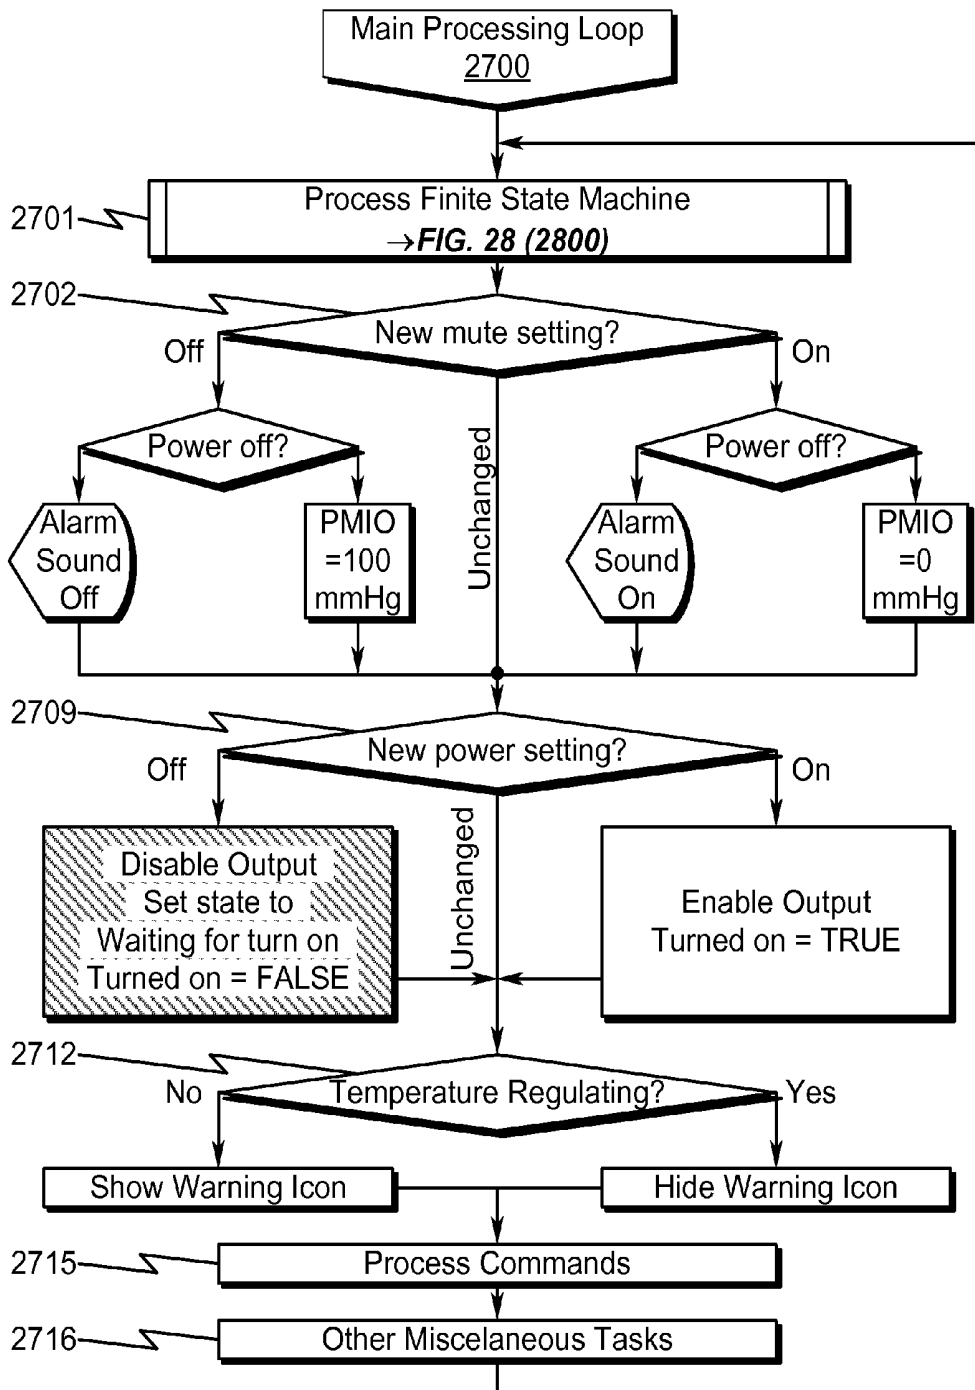 Main Processing Loop
2700
2701
Process Finite State Machine
→FIG. 28 (2800)
2702
New mute setting?
Off
On
Power off?
Unchanged
Power off?
Alarm
Sound
Off
PMIO
=100
mmHg
Alarm
Sound
On
PMIO
=0
mmHg
2709
New power setting?
Off
On
Disable Output
Set state to
Waiting for turn on
Turned on = FALSE
Unchanged
Enable Output
Turned on = TRUE
2712
Temperature Regulating?
No
Yes
Show Warning Icon
Hide Warning Icon
2715
Process Commands
2716
Other Miscelaneous Tasks